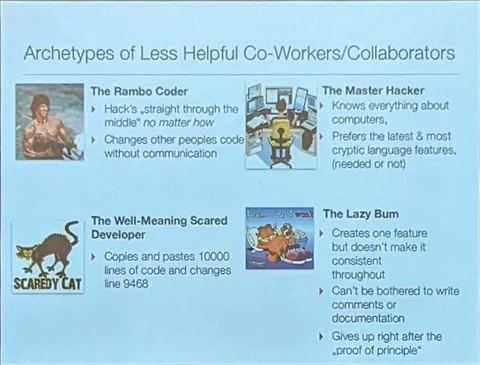 Archetypes of Less Helpful Co-Workers/Collaborators
The Rambo Coder
Hack's „straight through the
middle" no matter how
Changes other peoples code
without communication
The Master Hacker
Knows everything about
computers,
Prefers the latest & most
cryptic language features,
(needed or not)
The Well-Meaning Scared
Developer
Copies and pastes 10000
lines of code and changes
line 9468
SCAREDY CAT
The Lazy Bum
I can... but I won't
Creates one feature
but doesn't make it
consistent
throughout
Can't be bothered to write
comments or
documentation
Gives up right after the
„proof of principle"